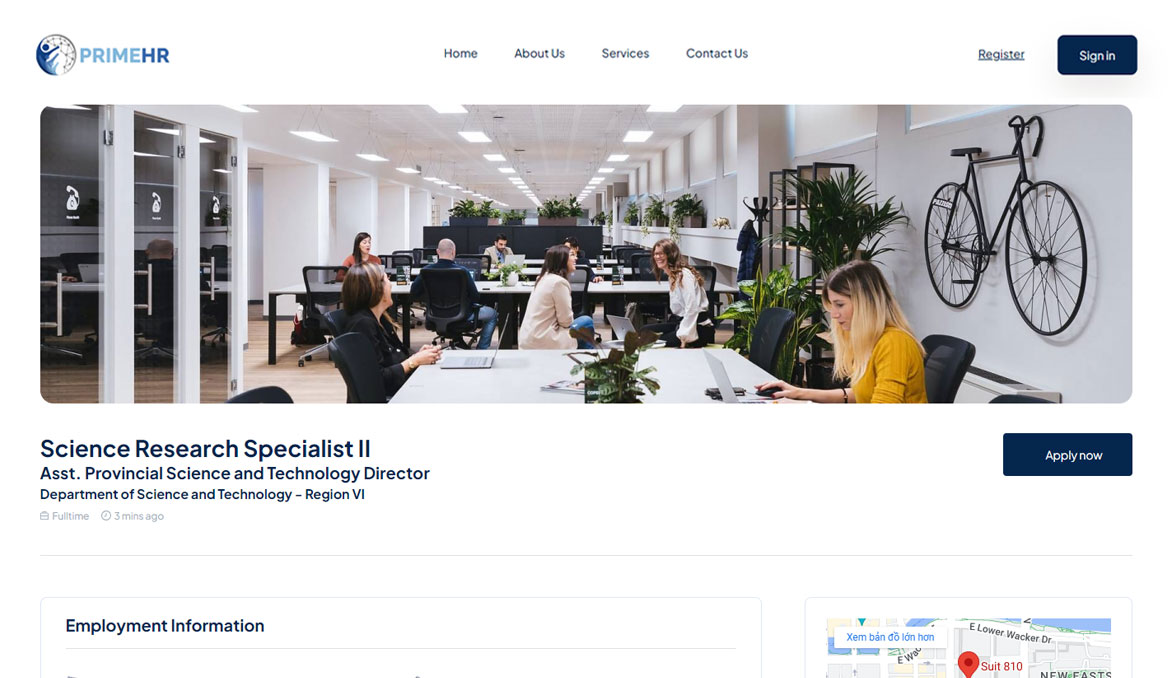 PRIMEHR
Home About Us Services Contact Us Register Sign in
PAZZION
Science Research Specialist II
Asst. Provincial Science and Technology Director
Department of Science and Technology - Region VI
Fulltime 3 mins ago
Apply now
Employment Information
Xem bản đồ lớn hơn
E Lower Wacker Dr
E Wac
Suit 810
NEW EASTS